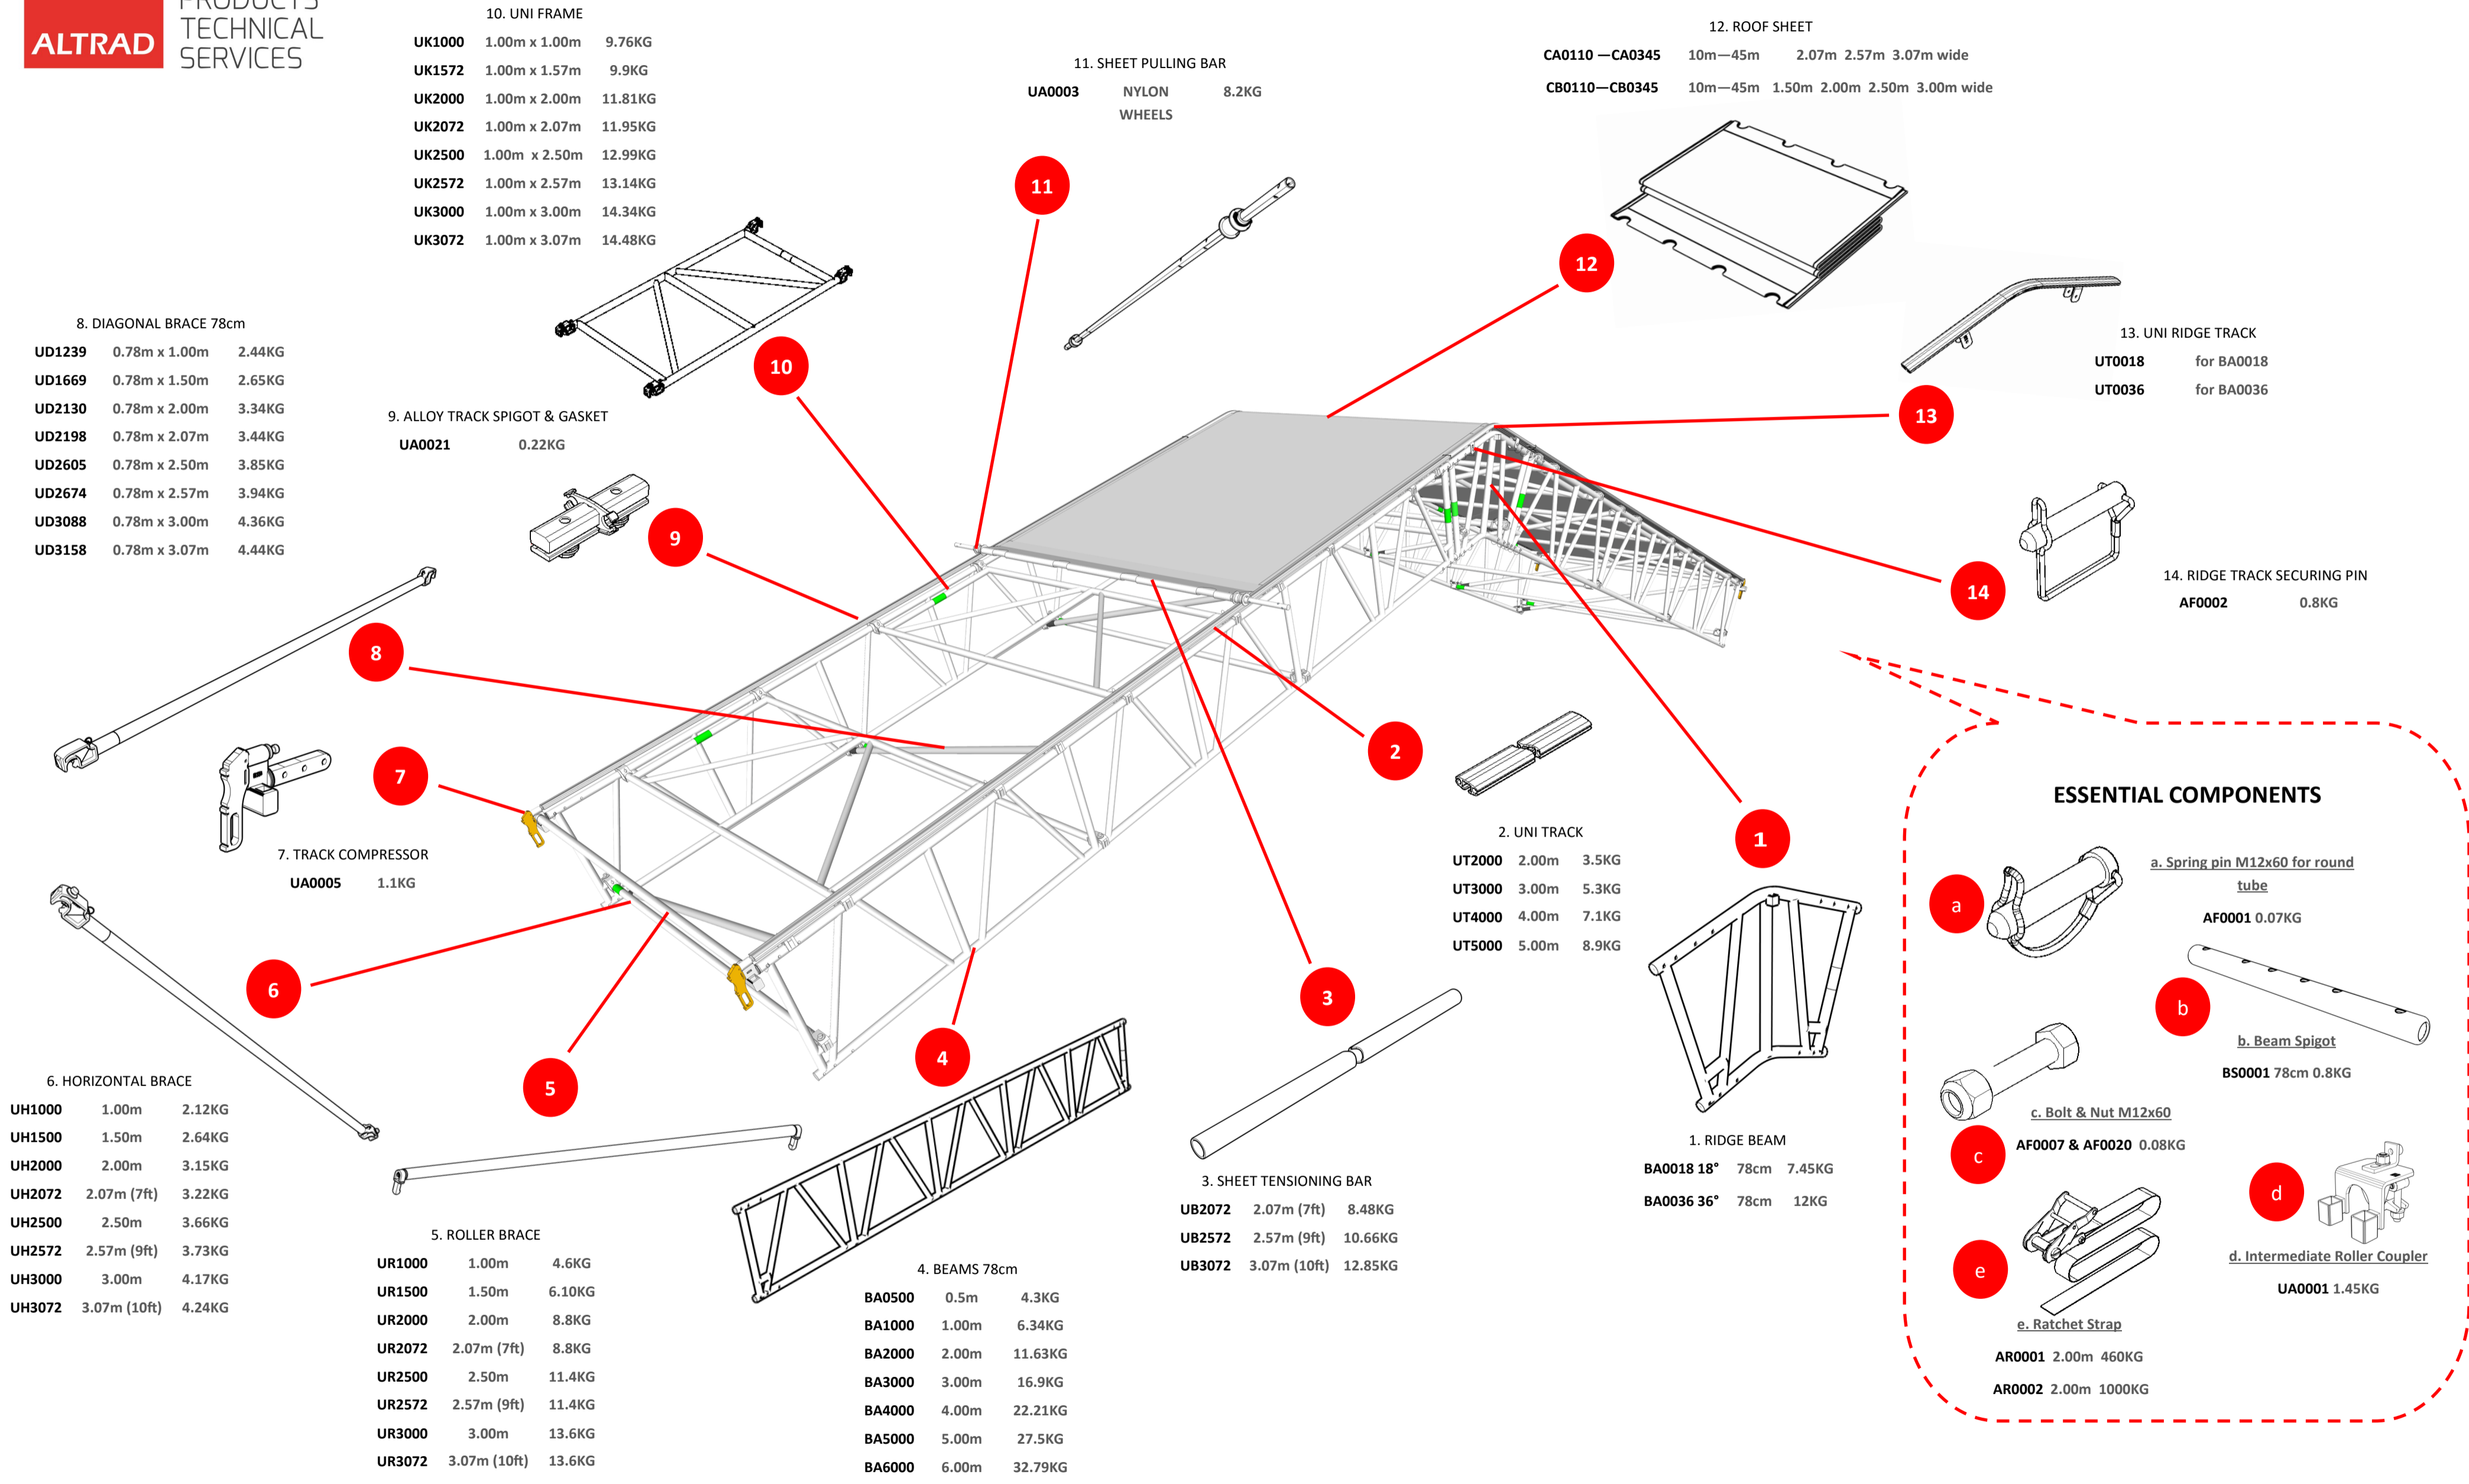 PRODUCTS
TECHNICAL
SERVICES
ALTRAD
10. UNI FRAME
UK1000 1.00m x 1.00m 9.76KG
UK1572 1.00m x 1.57m 9.9KG
UK2000 1.00m x 2.00m 11.81KG
UK2072 1.00m x 2.07m 11.95KG
UK2500 1.00m x 2.50m 12.99KG
UK2572 1.00m x 2.57m 13.14KG
UK3000 1.00m x 3.00m 14.34KG
UK3072 1.00m x 3.07m 14.48KG
11. SHEET PULLING BAR
UA0003 NYLON 8.2KG
WHEELS
12. ROOF SHEET
CA0110 —CA0345 10m—45m 2.07m 2.57m 3.07m wide
CB0110—CB0345 10m—45m 1.50m 2.00m 2.50m 3.00m wide
11
12
10
13
13. UNI RIDGE TRACK
UT0018 for BA0018
UT0036 for BA0036
8. DIAGONAL BRACE 78cm
UD1239 0.78m x 1.00m 2.44KG
UD1669 0.78m x 1.50m 2.65KG
UD2130 0.78m x 2.00m 3.34KG
UD2198 0.78m x 2.07m 3.44KG
UD2605 0.78m x 2.50m 3.85KG
UD2674 0.78m x 2.57m 3.94KG
UD3088 0.78m x 3.00m 4.36KG
UD3158 0.78m x 3.07m 4.44KG
9. ALLOY TRACK SPIGOT & GASKET
UA0021 0.22KG
9
14
14. RIDGE TRACK SECURING PIN
AF0002 0.8KG
8
7
7. TRACK COMPRESSOR
UA0005 1.1KG
2
2. UNI TRACK
UT2000 2.00m 3.5KG
UT3000 3.00m 5.3KG
UT4000 4.00m 7.1KG
UT5000 5.00m 8.9KG
1
1. RIDGE BEAM
BA0018 18° 78cm 7.45KG
BA0036 36° 78cm 12KG
6
6. HORIZONTAL BRACE
UH1000 1.00m 2.12KG
UH1500 1.50m 2.64KG
UH2000 2.00m 3.15KG
UH2072 2.07m (7ft) 3.22KG
UH2500 2.50m 3.66KG
UH2572 2.57m (9ft) 3.73KG
UH3000 3.00m 4.17KG
UH3072 3.07m (10ft) 4.24KG
5
5. ROLLER BRACE
UR1000 1.00m 4.6KG
UR1500 1.50m 6.10KG
UR2000 2.00m 8.8KG
UR2072 2.07m (7ft) 8.8KG
UR2500 2.50m 11.4KG
UR2572 2.57m (9ft) 11.4KG
UR3000 3.00m 13.6KG
UR3072 3.07m (10ft) 13.6KG
4
4. BEAMS 78cm
BA0500 0.5m 4.3KG
BA1000 1.00m 6.34KG
BA2000 2.00m 11.63KG
BA3000 3.00m 16.9KG
BA4000 4.00m 22.21KG
BA5000 5.00m 27.5KG
BA6000 6.00m 32.79KG
3
3. SHEET TENSIONING BAR
UB2072 2.07m (7ft) 8.48KG
UB2572 2.57m (9ft) 10.66KG
UB3072 3.07m (10ft) 12.85KG
ESSENTIAL COMPONENTS
a
a. Spring pin M12x60 for round
tube
AF0001 0.07KG
b
b. Beam Spigot
BS0001 78cm 0.8KG
c
c. Bolt & Nut M12x60
AF0007 & AF0020 0.08KG
d
d. Intermediate Roller Coupler
UA0001 1.45KG
e
e. Ratchet Strap
AR0001 2.00m 460KG
AR0002 2.00m 1000KG